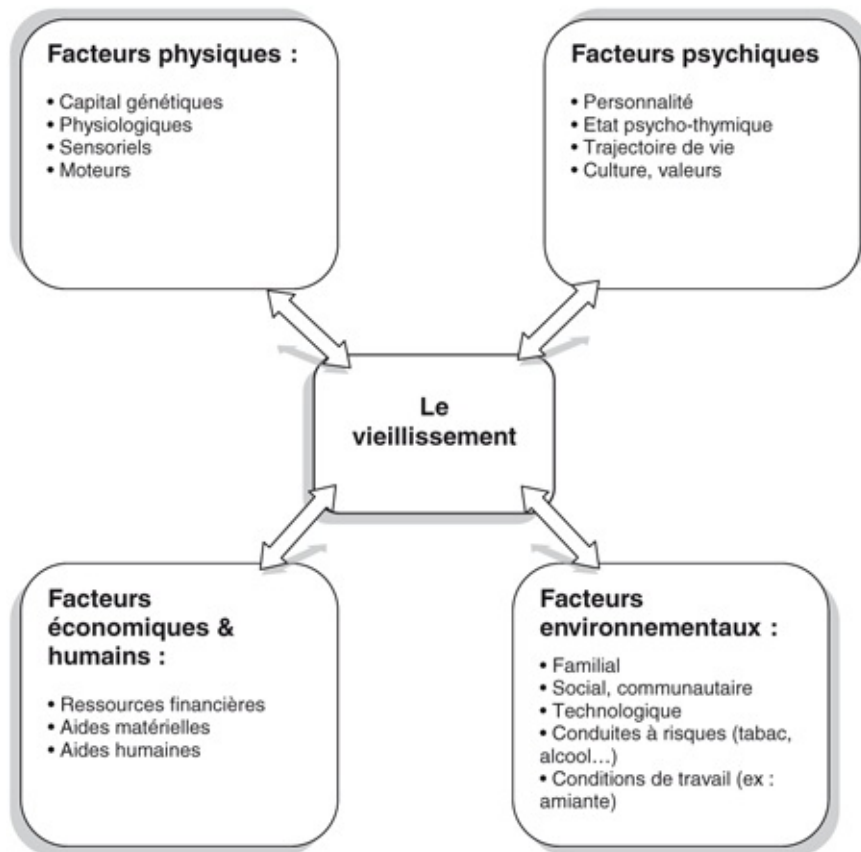 Facteurs physiques :
• Capital génétiques
• Physiologiques
• Sensoriels
• Moteurs
Facteurs psychiques
• Personnalité
• Etat psycho-thymique
• Trajectoire de vie
• Culture, valeurs
Le
vieillissement
Facteurs
économiques &
humains :
• Ressources financières
• Aides matérielles
• Aides humaines
Facteurs
environnementaux :
• Familial
• Social, communautaire
• Technologique
• Conduites à risques (tabac,
alcool…)
• Conditions de travail (ex :
amiante)